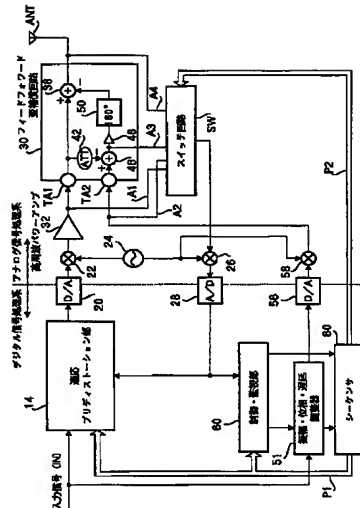 ANT
30 フィードフォワード
歪補償回路
38
50
180°
42
ATT
48
46
A4
A3
TA1
TA2
A1
A2
スイッチ回路
SW
P2
32
高周波パワーアンプ
デジタル信号処理系
アナログ信号処理系
22
24
26
58
D/A
20
A/D
28
D/A
56
14
適応
プリディストーション部
制御・監視部
60
振幅・位相・遅延
調整器
51
シーケンサ
80
入力信号 (IN)
P1